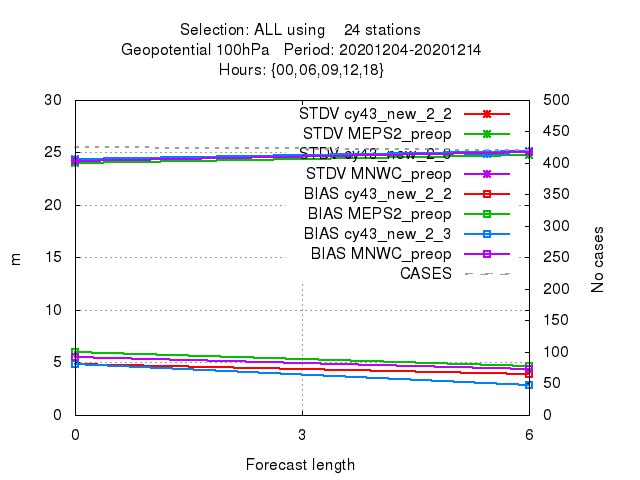 Selection: ALL using    24 stations
Geopotential 100hPa   Period: 20201204-20201214
Hours: {00,06,09,12,18}
30
25
20
15
10
5
0
m
500
450
400
350
300
250
200
150
100
50
0
No cases
STDV cy43_new_2_2
STDV MEPS2_preop
STDV cy43_new_2_3
STDV MNWC_preop
BIAS cy43_new_2_2
BIAS MEPS2_preop
BIAS cy43_new_2_3
BIAS MNWC_preop
CASES
0 3 6
Forecast length